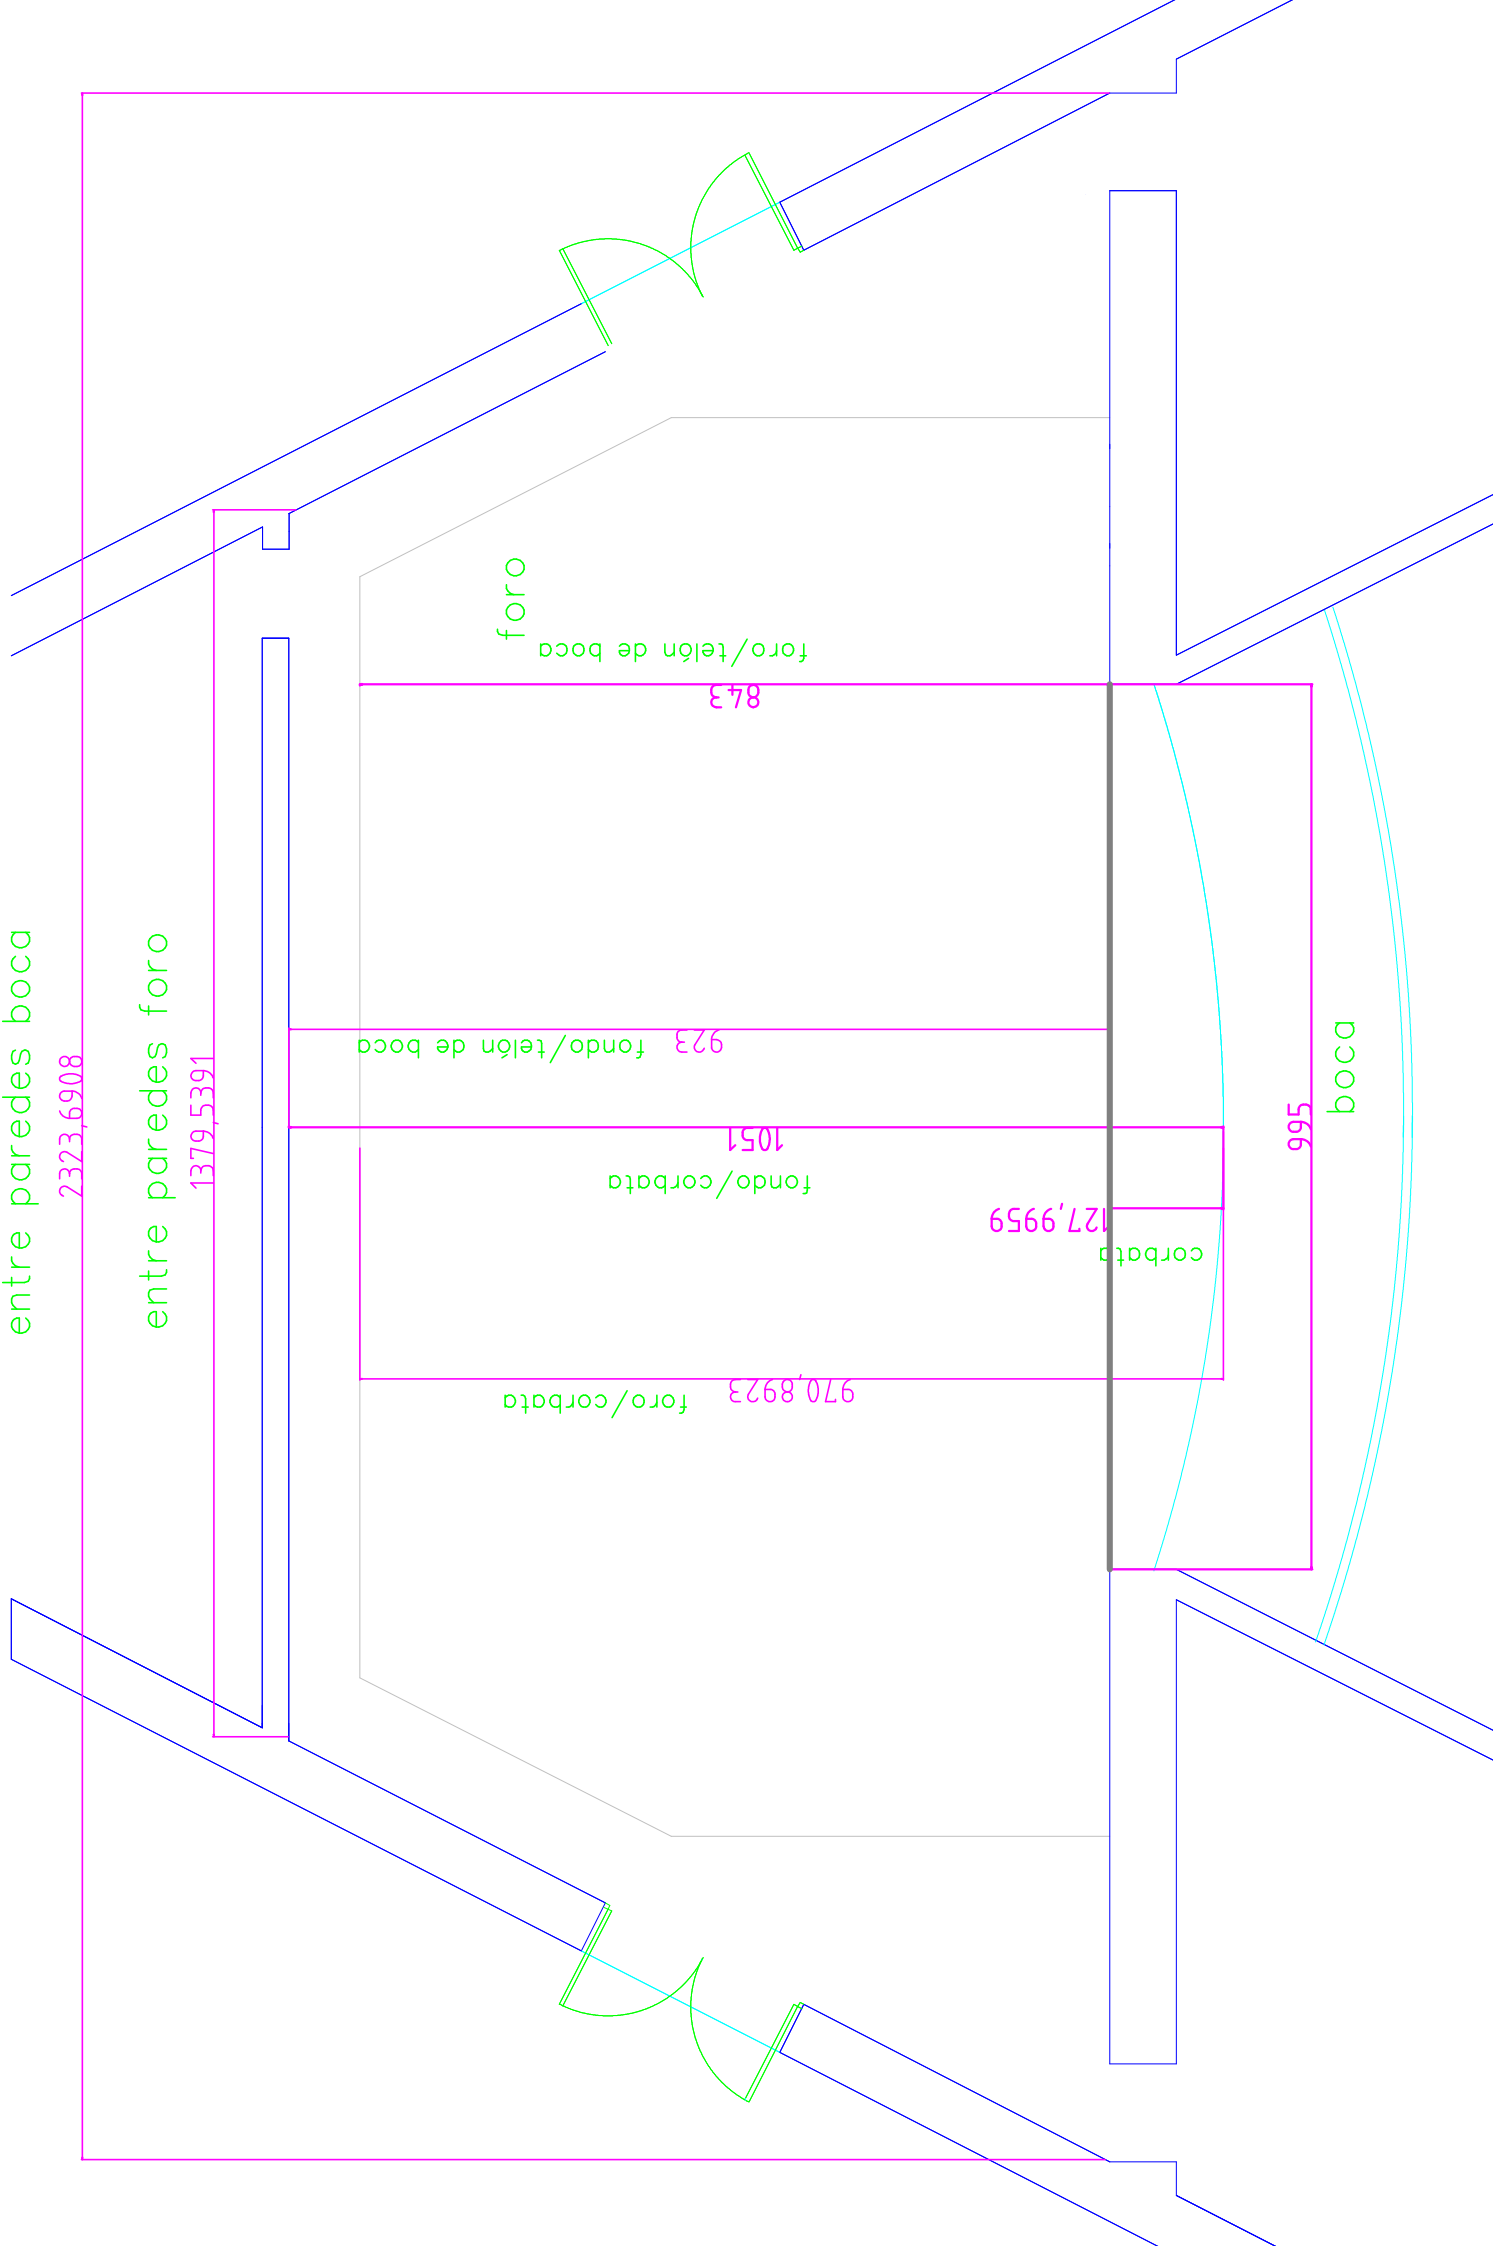 entre paredes boca
2323,6908
entre paredes foro
1379,5391
foro
foro/telón de boca
843
fondo/telón de boca
923
1051
fondo/corbata
127,9959
corbata
970,8923
foro/corbata
995
boca